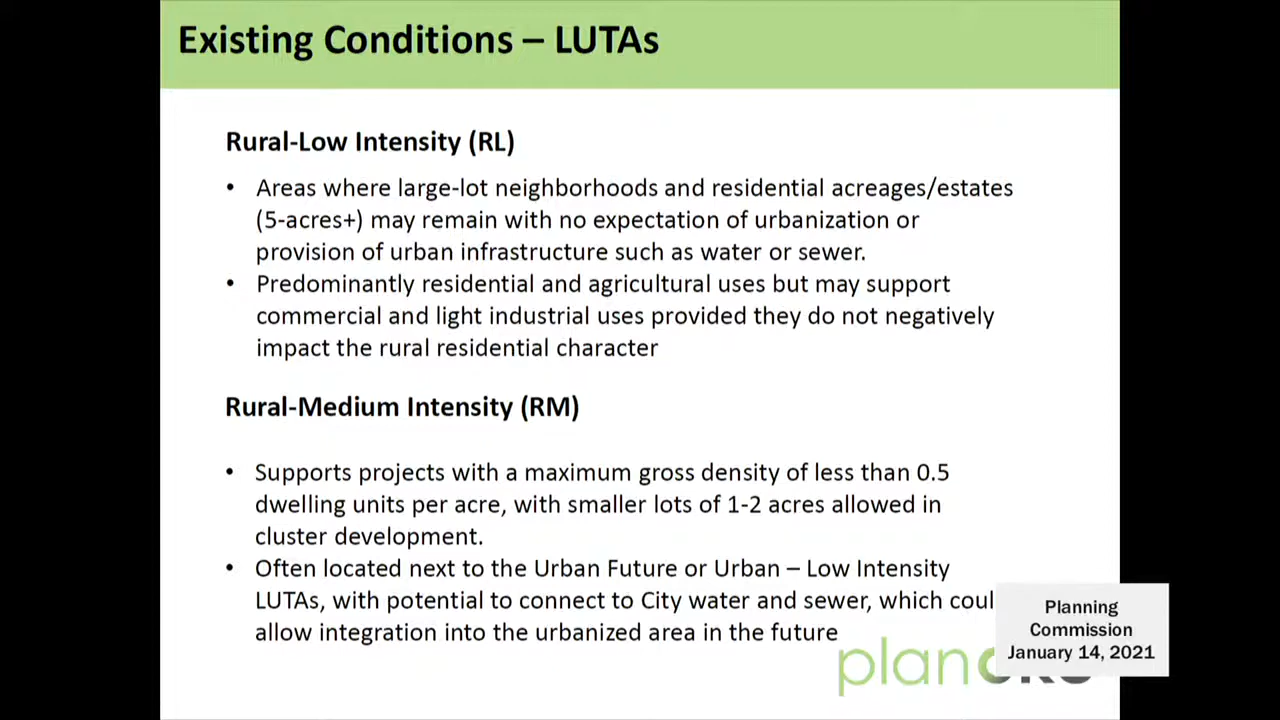 Existing Conditions – LUTAs
Rural-Low Intensity (RL)
• Areas where large-lot neighborhoods and residential acreages/estates
(5-acres+) may remain with no expectation of urbanization or
provision of urban infrastructure such as water or sewer.
• Predominantly residential and agricultural uses but may support
commercial and light industrial uses provided they do not negatively
impact the rural residential character
Rural-Medium Intensity (RM)
• Supports projects with a maximum gross density of less than 0.5
dwelling units per acre, with smaller lots of 1-2 acres allowed in
cluster development.
• Often located next to the Urban Future or Urban – Low Intensity
LUTAs, with potential to connect to City water and sewer, which
allow integration into the urbanized area in the future
plan
Planning
Commission
January 14, 2021